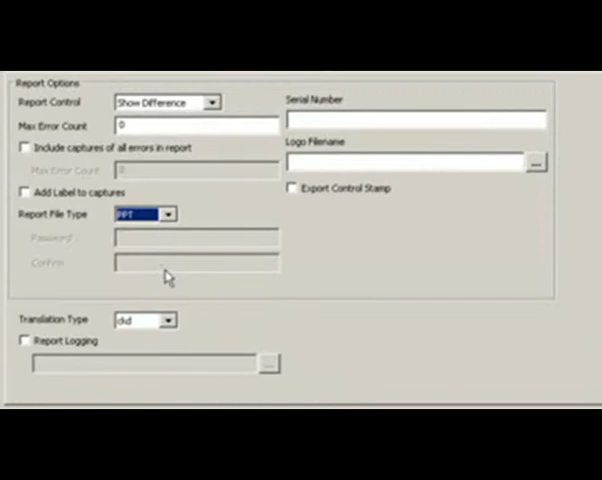 Report Options
Report Control Show Difference
Serial Number
Max Error Count 0
Include captures of all errors in report
Logo Filename
Max Error Count 0
...
Add Label to captures
Export Control Stamp
Report File Type PPT
Password
Confirm
Translation Type ckd
Report Logging
...